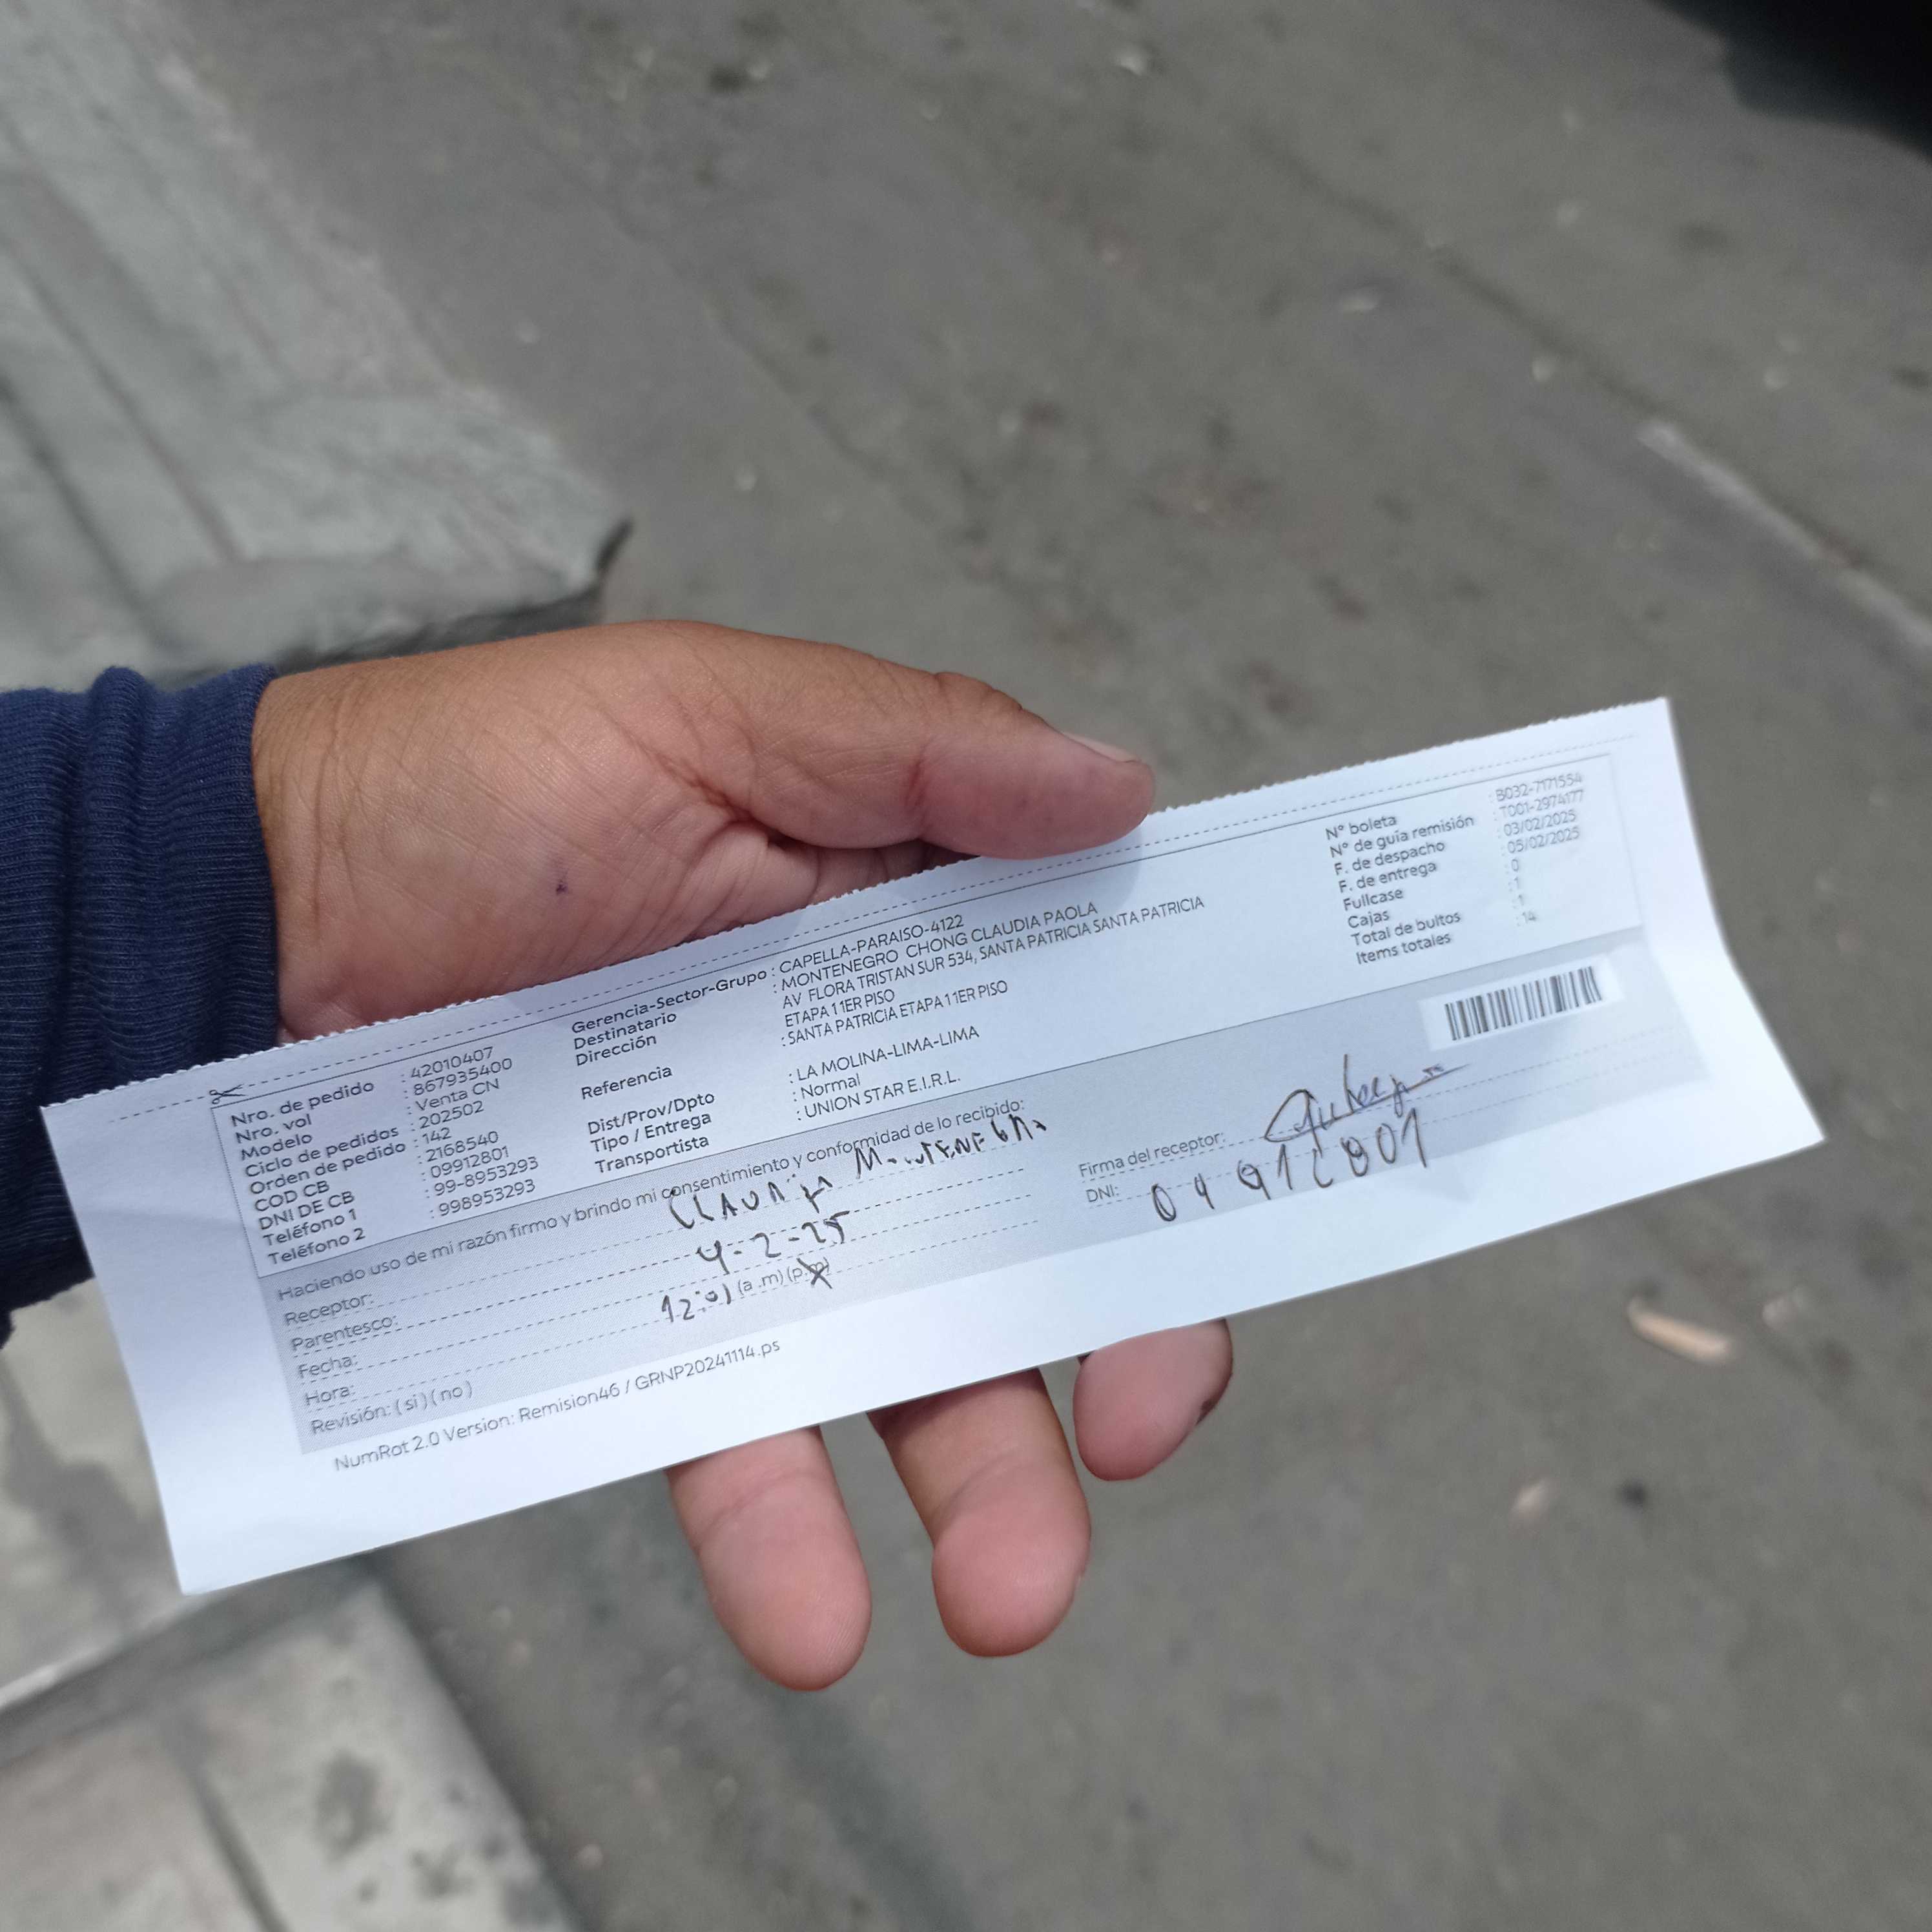 Nro. de pedido : 42010407
Nro. vol : 867935400
Modelo : Venta CN
Ciclo de pedidos : 202502
Orden de pedido : 142
COD CB : 2168540
DNI DE CB : 09912801
Teléfono 1 : 99-8953293
Teléfono 2 : 998953293
Gerencia-Sector-Grupo : CAPELLA-PARAISO-4122
Destinatario : MONTENEGRO CHONG CLAUDIA PAOLA
Dirección AV FLORA TRISTAN SUR 534, SANTA PATRICIA SANTA PATRICIA
ETAPA 1 1ER PISO
Referencia : SANTA PATRICIA ETAPA 1 1ER PISO
Dist/Prov/Dpto : LA MOLINA-LIMA-LIMA
Tipo / Entrega : Normal
Transportista : UNION STAR E.I.R.L.
N° boleta : B032-7171554
N° de guía remisión : T001-2974177
F. de despacho : 03/02/2025
F. de entrega : 05/02/2025
Fullcase : 0
Cajas : 1
Total de bultos : 1
Items totales : 14
Haciendo uso de mi razón firmo y brindo mi consentimiento y conformidad de lo recibido:
Receptor: CLAUDIA MONTENEGRO
Parentesco:
Fecha: 4-2-25
Hora: 12:01 (a .m) (p.m)
Revisión: ( si ) ( no )
Firma del receptor:
DNI:
NumRot 2.0 Version: Remision46 / GRNP20241114.ps